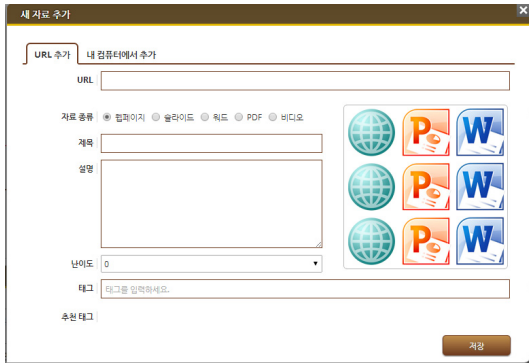 새 자료 추가
URL 추가 내 컴퓨터에서 추가
URL
자료 종류 웹페이지 슬라이드 워드 PDF 비디오
제목
설명
난이도 0
태그 태그를 입력하세요.
추천 태그
저장